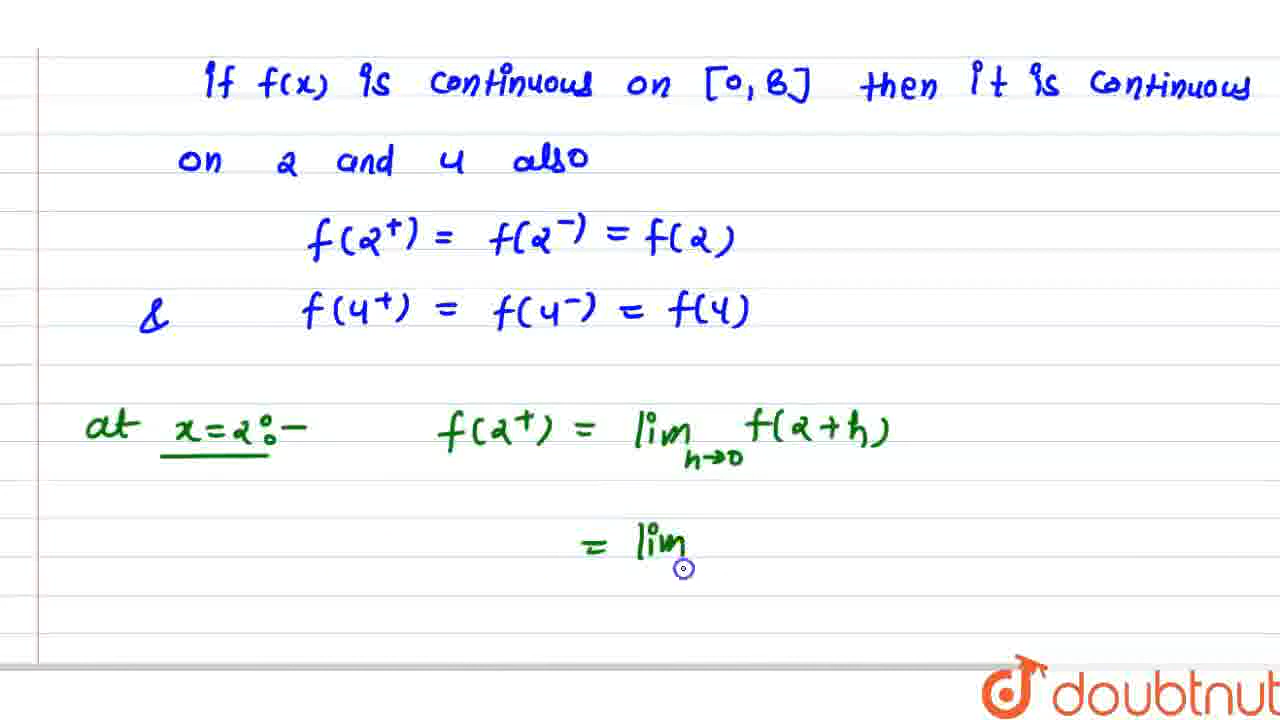 If f(x) is continuous on [0, 8] then it is continuous
on 2 and 4 also
f(2⁺) = f(2⁻) = f(2)
& f(4⁺) = f(4⁻) = f(4)
at x=2:- f(2⁺) = lim h→0 f(2+h)
= lim
doubtnut